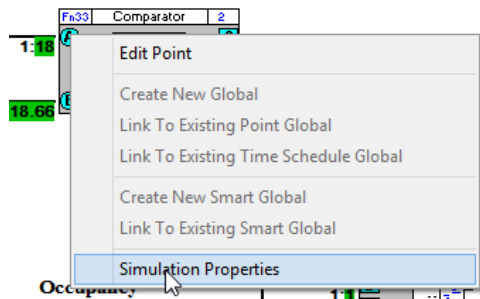 Fn33 Comparator 2
1:18
A
Edit Point
Create New Global
18.66
Link To Existing Point Global
Link To Existing Time Schedule Global
Create New Smart Global
Link To Existing Smart Global
Simulation Properties
Occupancy